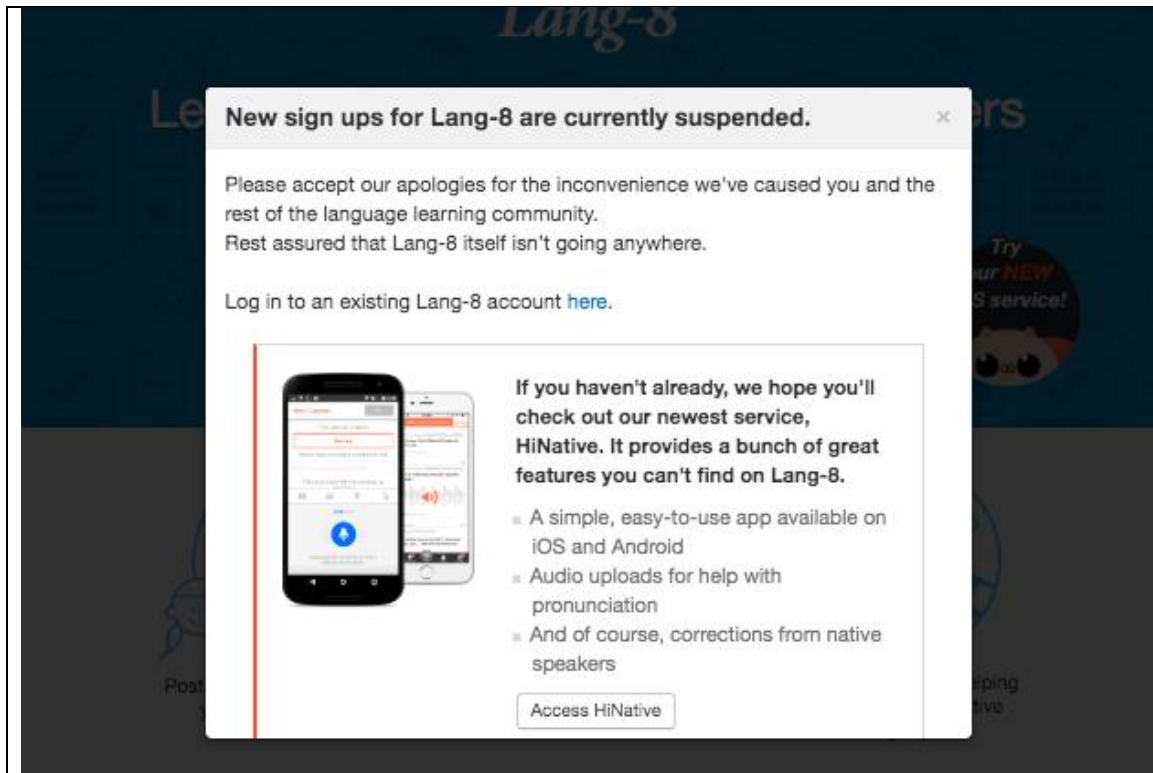 Lang-8
New sign ups for Lang-8 are currently suspended.
×
Please accept our apologies for the inconvenience we've caused you and the
rest of the language learning community.
Rest assured that Lang-8 itself isn't going anywhere.
Log in to an existing Lang-8 account here.
Try
NEW
service!
If you haven't already, we hope you'll
check out our newest service,
HiNative. It provides a bunch of great
features you can't find on Lang-8.
A simple, easy-to-use app available on
iOS and Android
Audio uploads for help with
pronunciation
And of course, corrections from native
speakers
Access HiNative